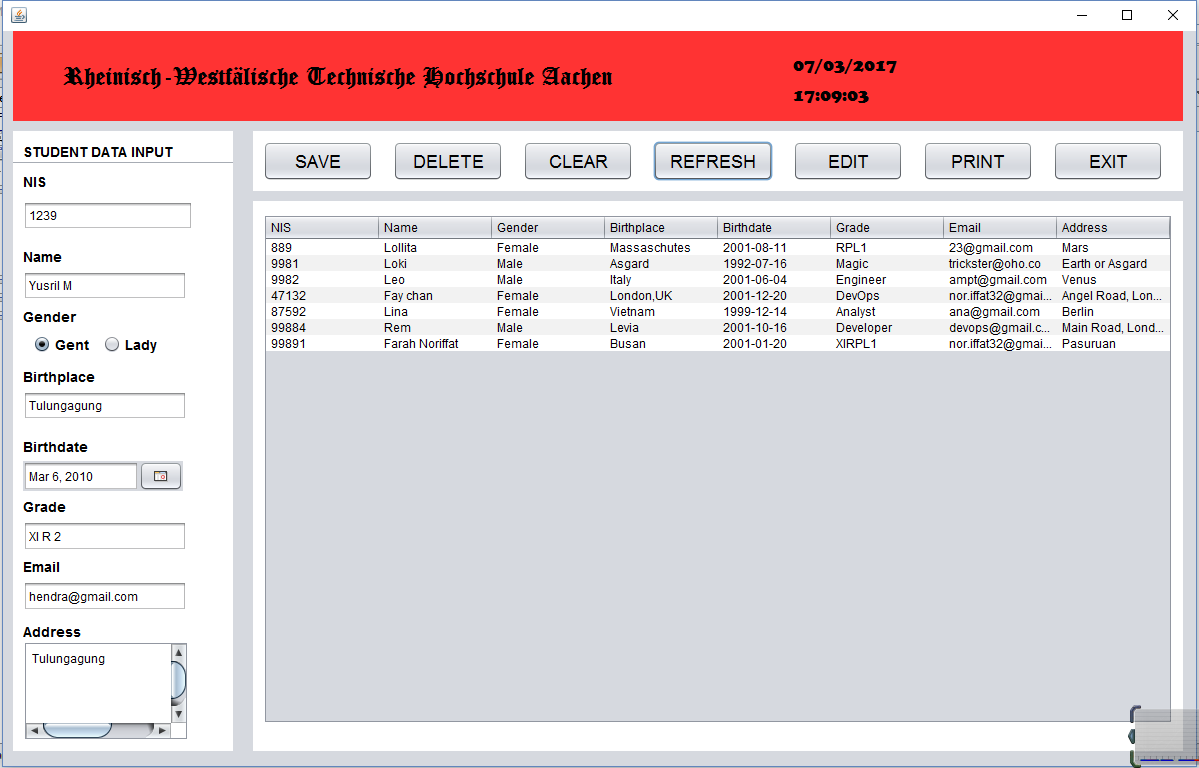 Rheinisch-Westfälische Technische Hochschule Aachen
07/03/2017
17:09:03
STUDENT DATA INPUT
NIS
1239
Name
Yusril M
Gender
Gent Lady
Birthplace
Tulungagung
Birthdate
Mar 6, 2010
Grade
XI R 2
Email
hendra@gmail.com
Address
Tulungagung
SAVE DELETE CLEAR REFRESH EDIT PRINT EXIT
NIS Name Gender Birthplace Birthdate Grade Email Address
889 Lollita Female Massaschutes 2001-08-11 RPL1 23@gmail.com Mars
9981 Loki Male Asgard 1992-07-16 Magic trickster@oho.co Earth or Asgard
9982 Leo Male Italy 2001-06-04 Engineer ampt@gmail.com Venus
47132 Fay chan Female London,UK 2001-12-20 DevOps nor.iffat32@gmai... Angel Road, Lon...
87592 Lina Female Vietnam 1999-12-14 Analyst ana@gmail.com Berlin
99884 Rem Male Levia 2001-10-16 Developer devops@gmail.c... Main Road, Lond...
99891 Farah Noriffat Female Busan 2001-01-20 XIRPL1 nor.iffat32@gmai... Pasuruan